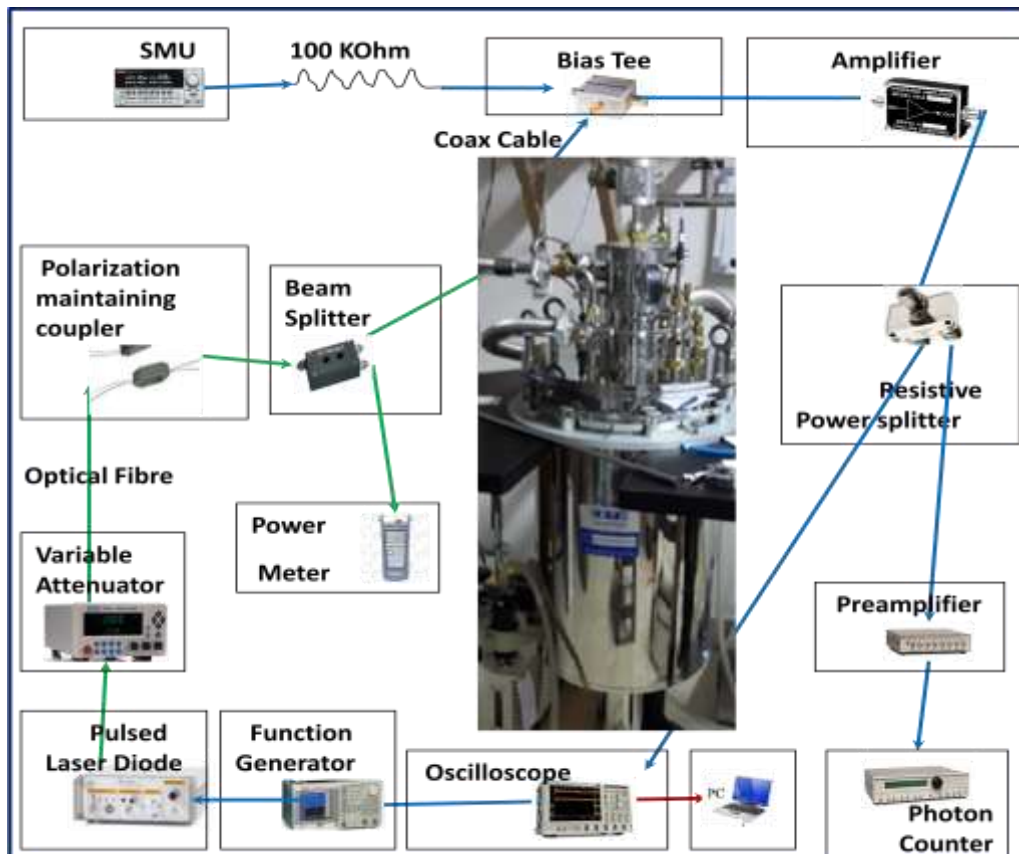 SMU
100 KOhm
Bias Tee
Amplifier
Coax Cable
Polarization
maintaining
coupler
Beam
Splitter
Resistive
Power splitter
Optical Fibre
Power
Meter
Variable
Attenuator
Preamplifier
Pulsed
Laser Diode
Function
Generator
Oscilloscope
PC
Photon
Counter